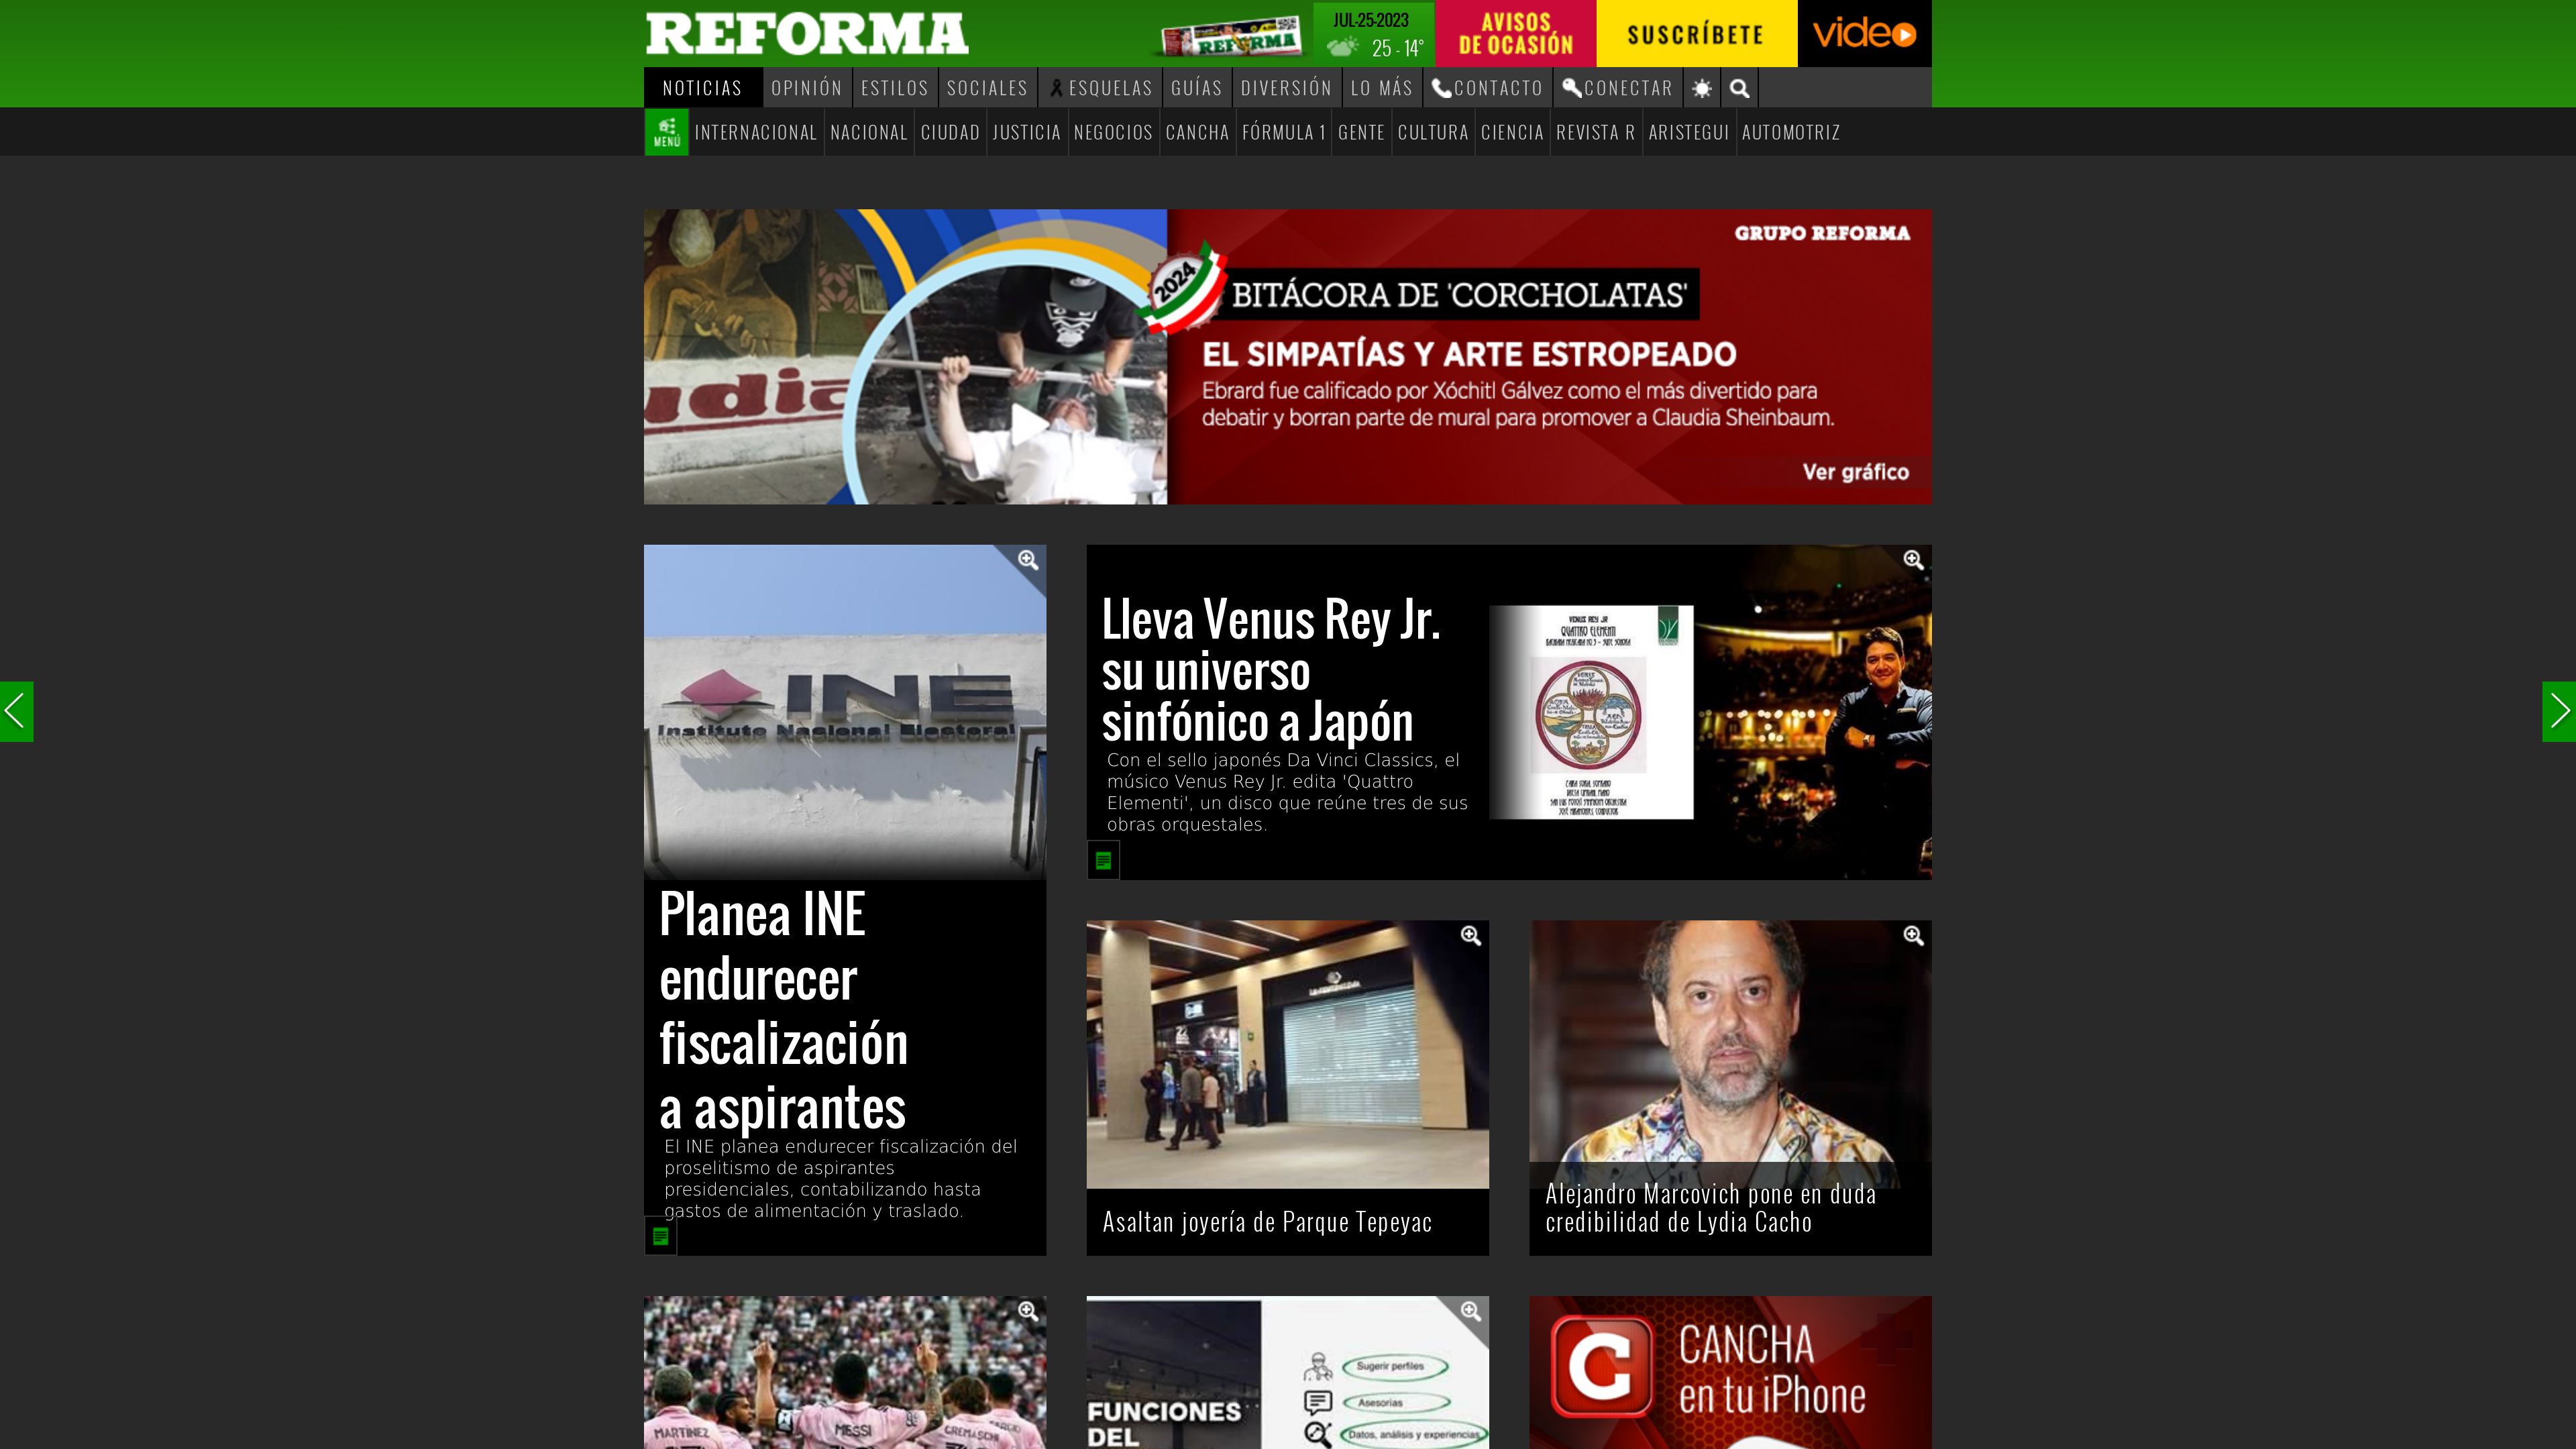 REFORMA
REFORMA
JUL-25-2023
25 - 14°
AVISOS
DE OCASIÓN
SUSCRÍBETE
video
NOTICIAS
OPINIÓN
ESTILOS
SOCIALES
ESQUELAS
GUÍAS
DIVERSIÓN
LO MÁS
CONTACTO
CONECTAR
MENÚ
INTERNACIONAL
NACIONAL
CIUDAD
JUSTICIA
NEGOCIOS
CANCHA
FÓRMULA 1
GENTE
CULTURA
CIENCIA
REVISTA R
ARISTEGUI
AUTOMOTRIZ
udia
GRUPO REFORMA
2024
BITÁCORA DE 'CORCHOLATAS'
EL SIMPATÍAS Y ARTE ESTROPEADO
Ebrard fue calificado por Xóchitl Gálvez como el más divertido para
debatir y borran parte de mural para promover a Claudia Sheinbaum.
Ver gráfico
INE
Instituto Nacional Electoral
Planea INE
endurecer
fiscalización
a aspirantes
El INE planea endurecer fiscalización del
proselitismo de aspirantes
presidenciales, contabilizando hasta
gastos de alimentación y traslado.
Lleva Venus Rey Jr.
su universo
sinfónico a Japón
Con el sello japonés Da Vinci Classics, el
músico Venus Rey Jr. edita 'Quattro
Elementi', un disco que reúne tres de sus
obras orquestales.
VENUS REY JR
QUATTRO ELEMENTI
Asaltan joyería de Parque Tepeyac
Alejandro Marcovich pone en duda
credibilidad de Lydia Cacho
MARTINEZ
MESSI
CREMASCHI
FUNCIONES
DEL
Sugerir perfiles
Asesorias
Datos, análisis y experiencias
C
CANCHA
en tu iPhone